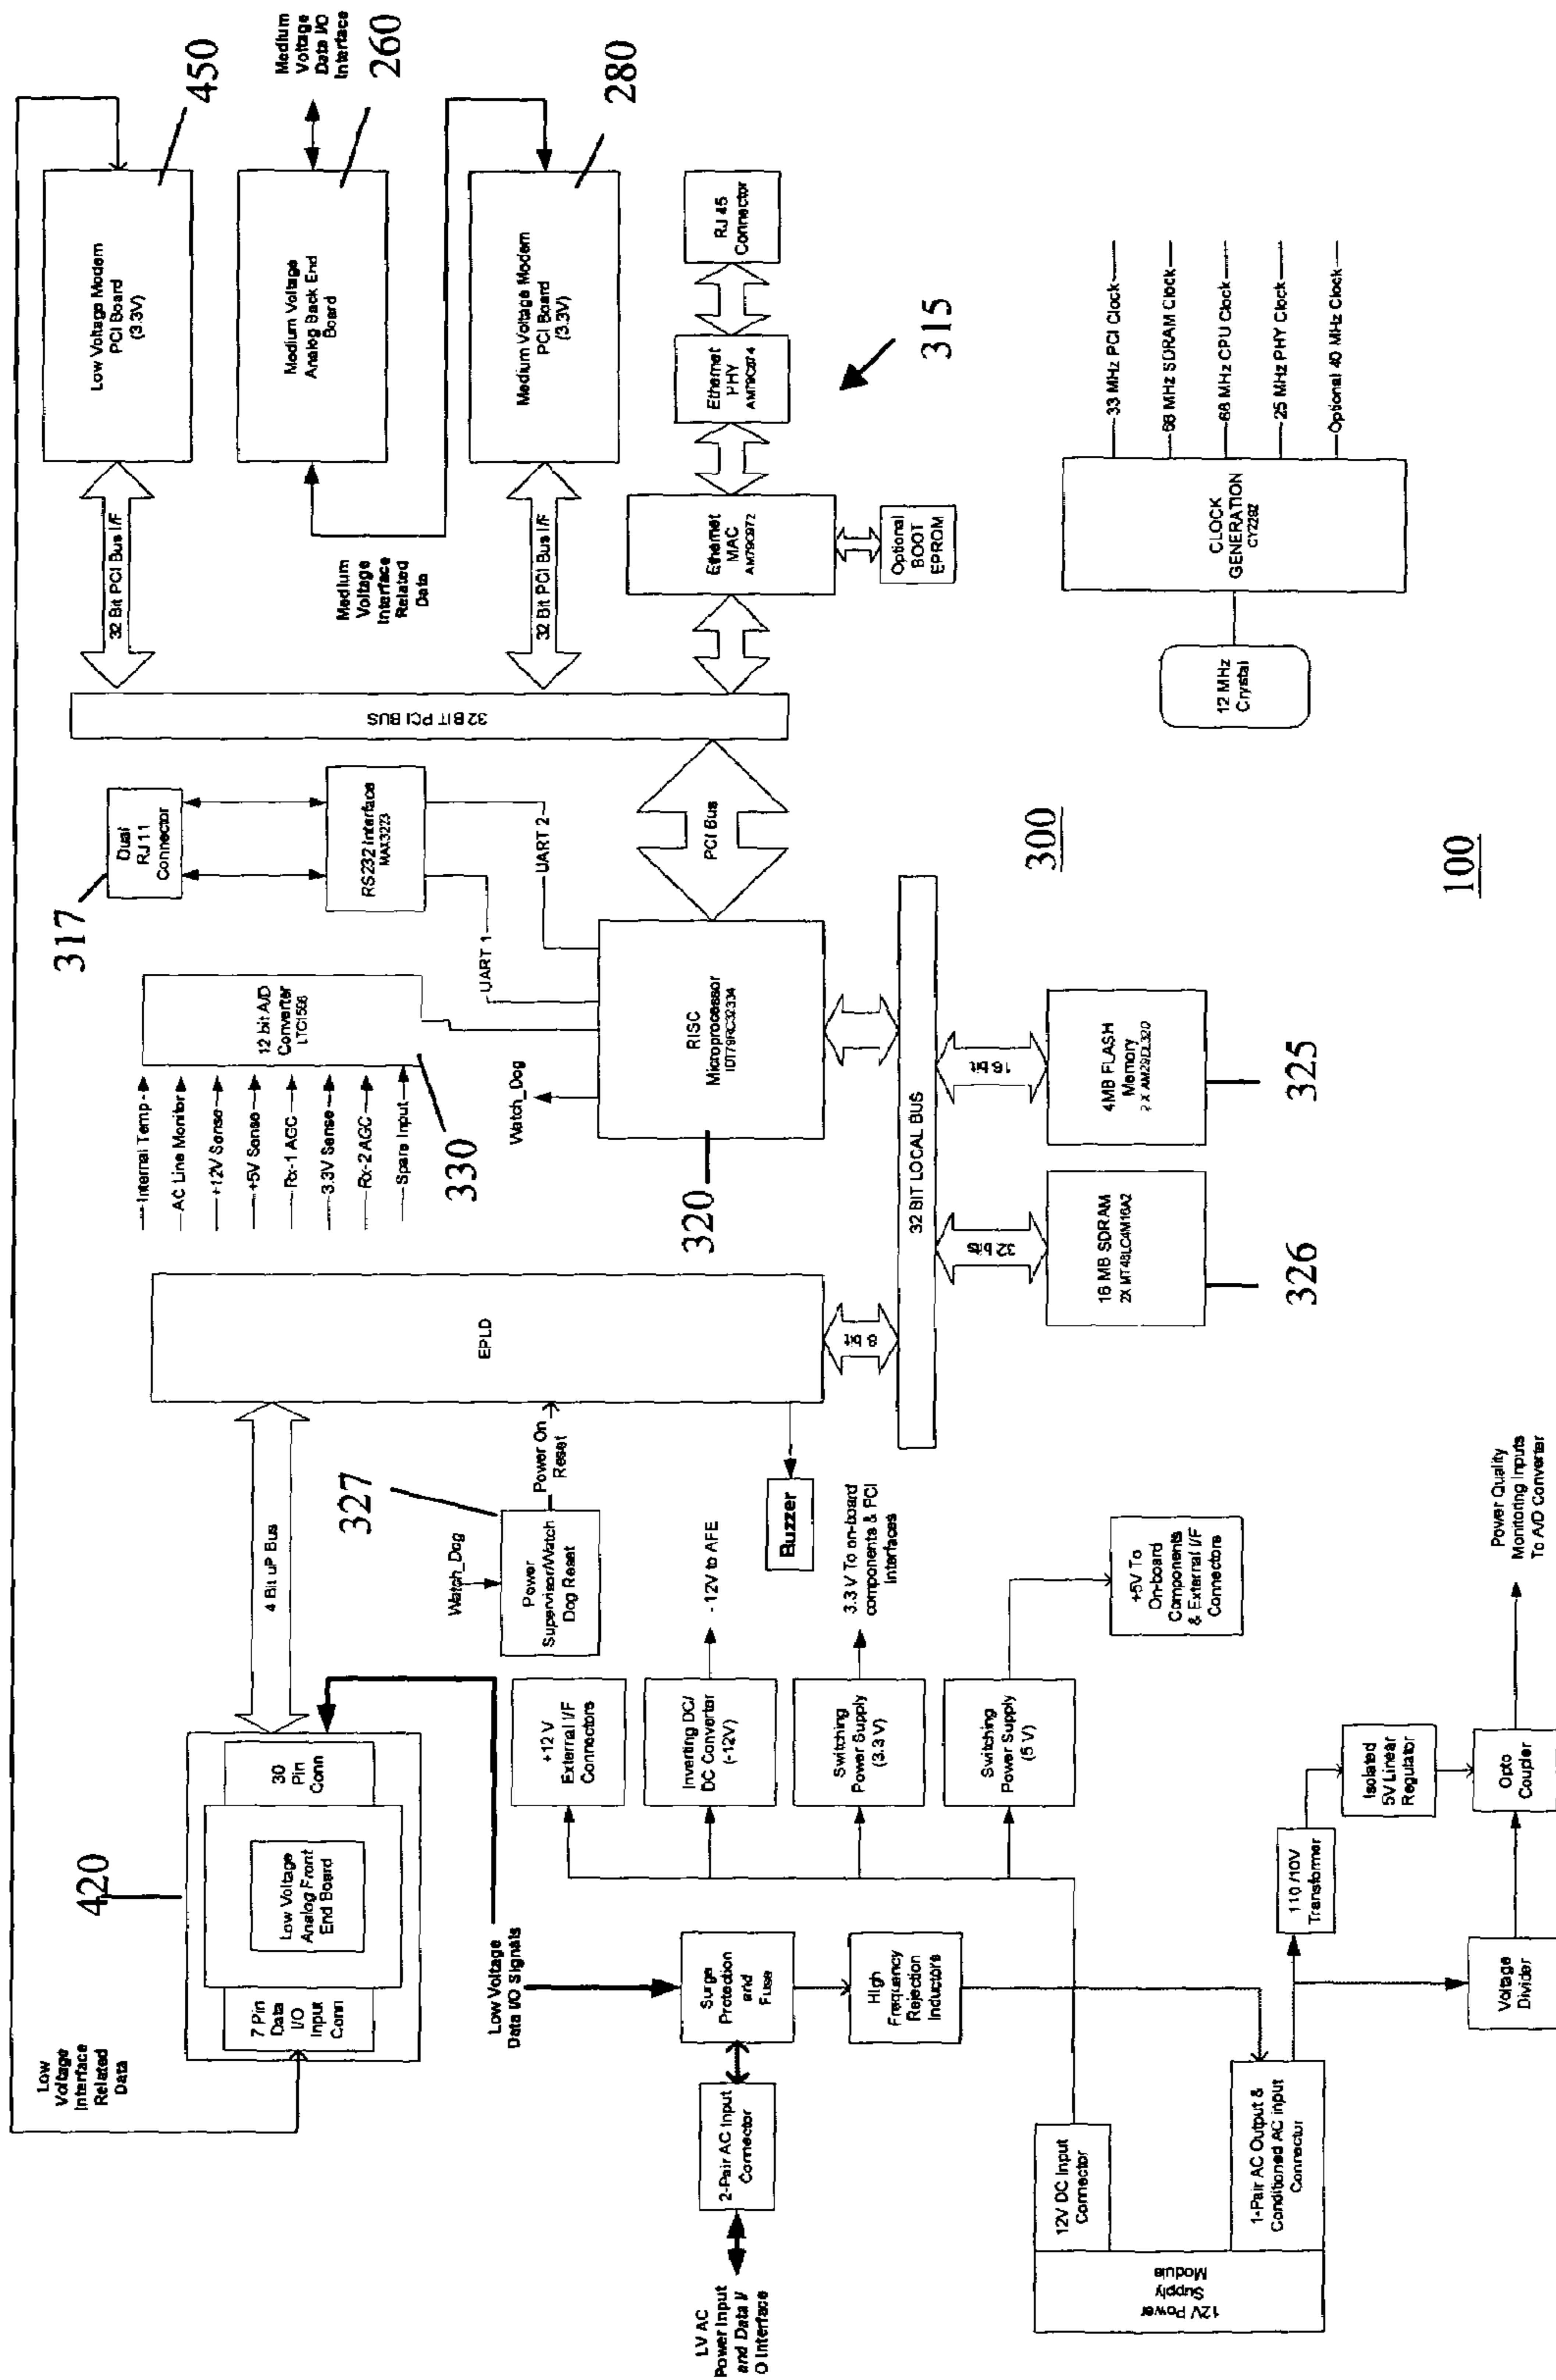 Low
Voltage
Interface
Related
Data
7 Pin
Data
I/O
Input
Conn
Low Voltage
Analog Front
End Board
30
Pin
Conn
420
4 Bit uP Bus
Low Voltage
Data I/O Signals
EPLD
Watch_Dog
Power
Supervisor/Watch
Dog Reset
327
Power On
Reset
Buzzer
Internal Temp
AC Line Monitor
+12V Sense
+5V Sense
Rx-1 AGC
3.3V Sense
Rx-2 AGC
Spare Input
330
12 bit A/D
Converter
317
Dual
RJ 11
Connector
RS232 Interface
MAX3223
UART 1
UART 2
Watch_Dog
320
RISC
Microprocessor
IDT79RC32334
PCI Bus
32 BIT PCI BUS
32 Bit PCI Bus I/F
Low Voltage Modem
PCI Board
(3.3V)
450
Medium Voltage
Analog Back End
Board
Medium
Voltage
Data I/O
Interface
260
Medium
Voltage
Interface
Related
Data
32 Bit PCI Bus I/F
Medium Voltage Modem
PCI Board
(3.3V)
280
Ethernet
MAC
Ethernet
PHY
RJ 45
Connector
Optional
BOOT
EPROM
315
8 bit
32 BIT LOCAL BUS
32 bit
16 bit
16 MB SDRAM
2X MT48LC4M16A2
326
4MB FLASH
Memory
2 X AM29DL320
325
300
12 MHz
Crystal
CLOCK
GENERATION
CY2292
33 MHz PCI Clock
66 MHz SDRAM Clock
66 MHz CPU Clock
25 MHz PHY Clock
Optional 40 MHz Clock
LV AC
Power Input
and Data I/
O Interface
2-Pair AC Input
Connector
Surge
Protection
and
Fuse
High
Frequency
Rejection
Inductors
+12 V
External I/F
Connectors
Inverting DC/
DC Converter
(-12V)
- 12V to AFE
Switching
Power Supply
(3.3 V)
3.3 V To on-board
components & PCI
Interfaces
Switching
Power Supply
(5 V)
+5V To
On-board
Components
& External I/F
Connectors
12V Power
Supply
Module
12V DC Input
Connector
1-Pair AC Output &
Conditioned AC input
Connector
110 /10V
Transformer
Isolated
5V Linear
Regulator
Voltage
Divider
Opto
Coupler
Power Quality
Monitoring Inputs
To A/D Converter
100